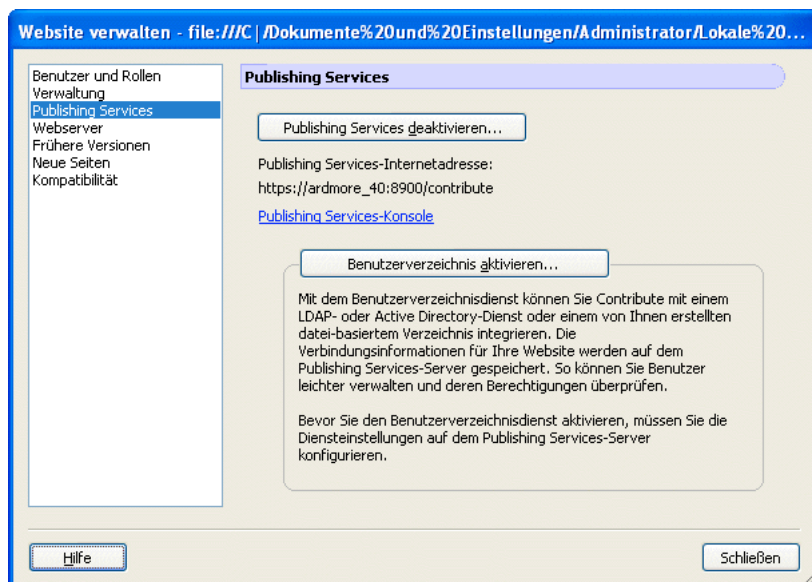 Website verwalten - file:///C|/Dokumente%20und%20Einstellungen/Administrator/Lokale%20...
Benutzer und Rollen
Verwaltung
Publishing Services
Webserver
Frühere Versionen
Neue Seiten
Kompatibilität
Publishing Services
Publishing Services deaktivieren...
Publishing Services-Internetadresse:
https://ardmore_40:8900/contribute
Publishing Services-Konsole
Benutzerverzeichnis aktivieren...
Mit dem Benutzerverzeichnisdienst können Sie Contribute mit einem
LDAP- oder Active Directory-Dienst oder einem von Ihnen erstellten
datei-basiertem Verzeichnis integrieren. Die
Verbindungsinformationen für Ihre Website werden auf dem
Publishing Services-Server gespeichert. So können Sie Benutzer
leichter verwalten und deren Berechtigungen überprüfen.
Bevor Sie den Benutzerverzeichnisdienst aktivieren, müssen Sie die
Diensteinstellungen auf dem Publishing Services-Server
konfigurieren.
Hilfe
Schließen